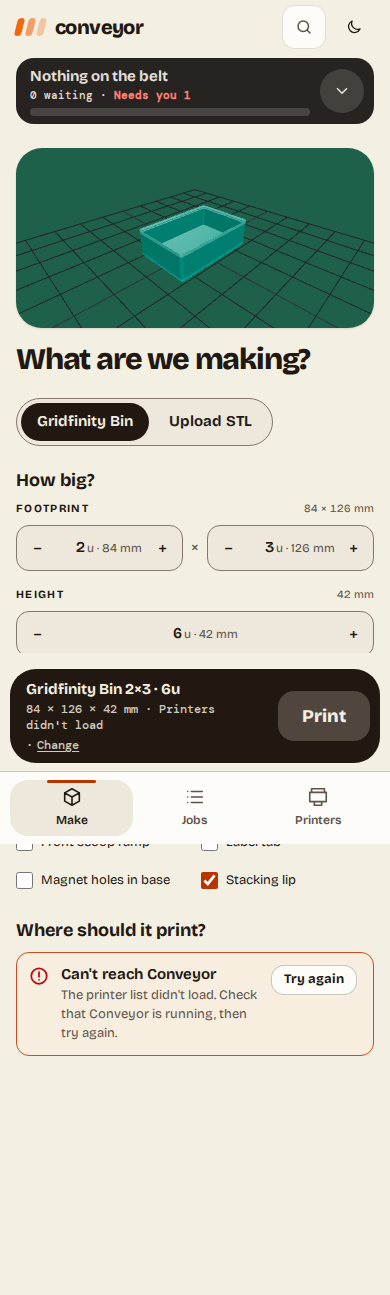 conveyor
Nothing on the belt
0 waiting · Needs you 1
What are we making?
Gridfinity Bin
Upload STL
How big?
FOOTPRINT
84 × 126 mm
− 2 u · 84 mm + × − 3 u · 126 mm +
HEIGHT
42 mm
− 6 u · 42 mm +
Gridfinity Bin 2×3 · 6u
84 × 126 × 42 mm · Printers
didn't load
· Change
Print
Make
Jobs
Printers
Magnet holes in base
Stacking lip
Where should it print?
Can't reach Conveyor
The printer list didn't load. Check
that Conveyor is running, then
try again.
Try again